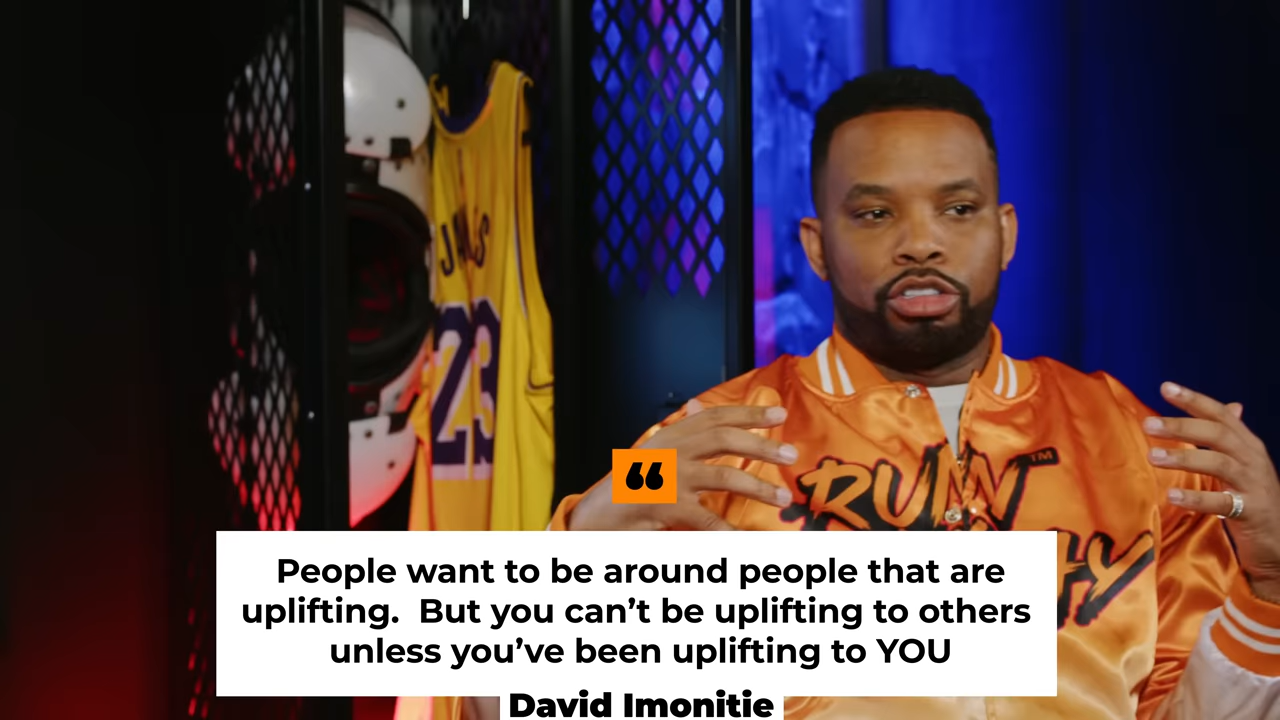 JAMES
23
RUN
TM
“
People want to be around people that are
uplifting.  But you can’t be uplifting to others
unless you’ve been uplifting to YOU
David Imonitie